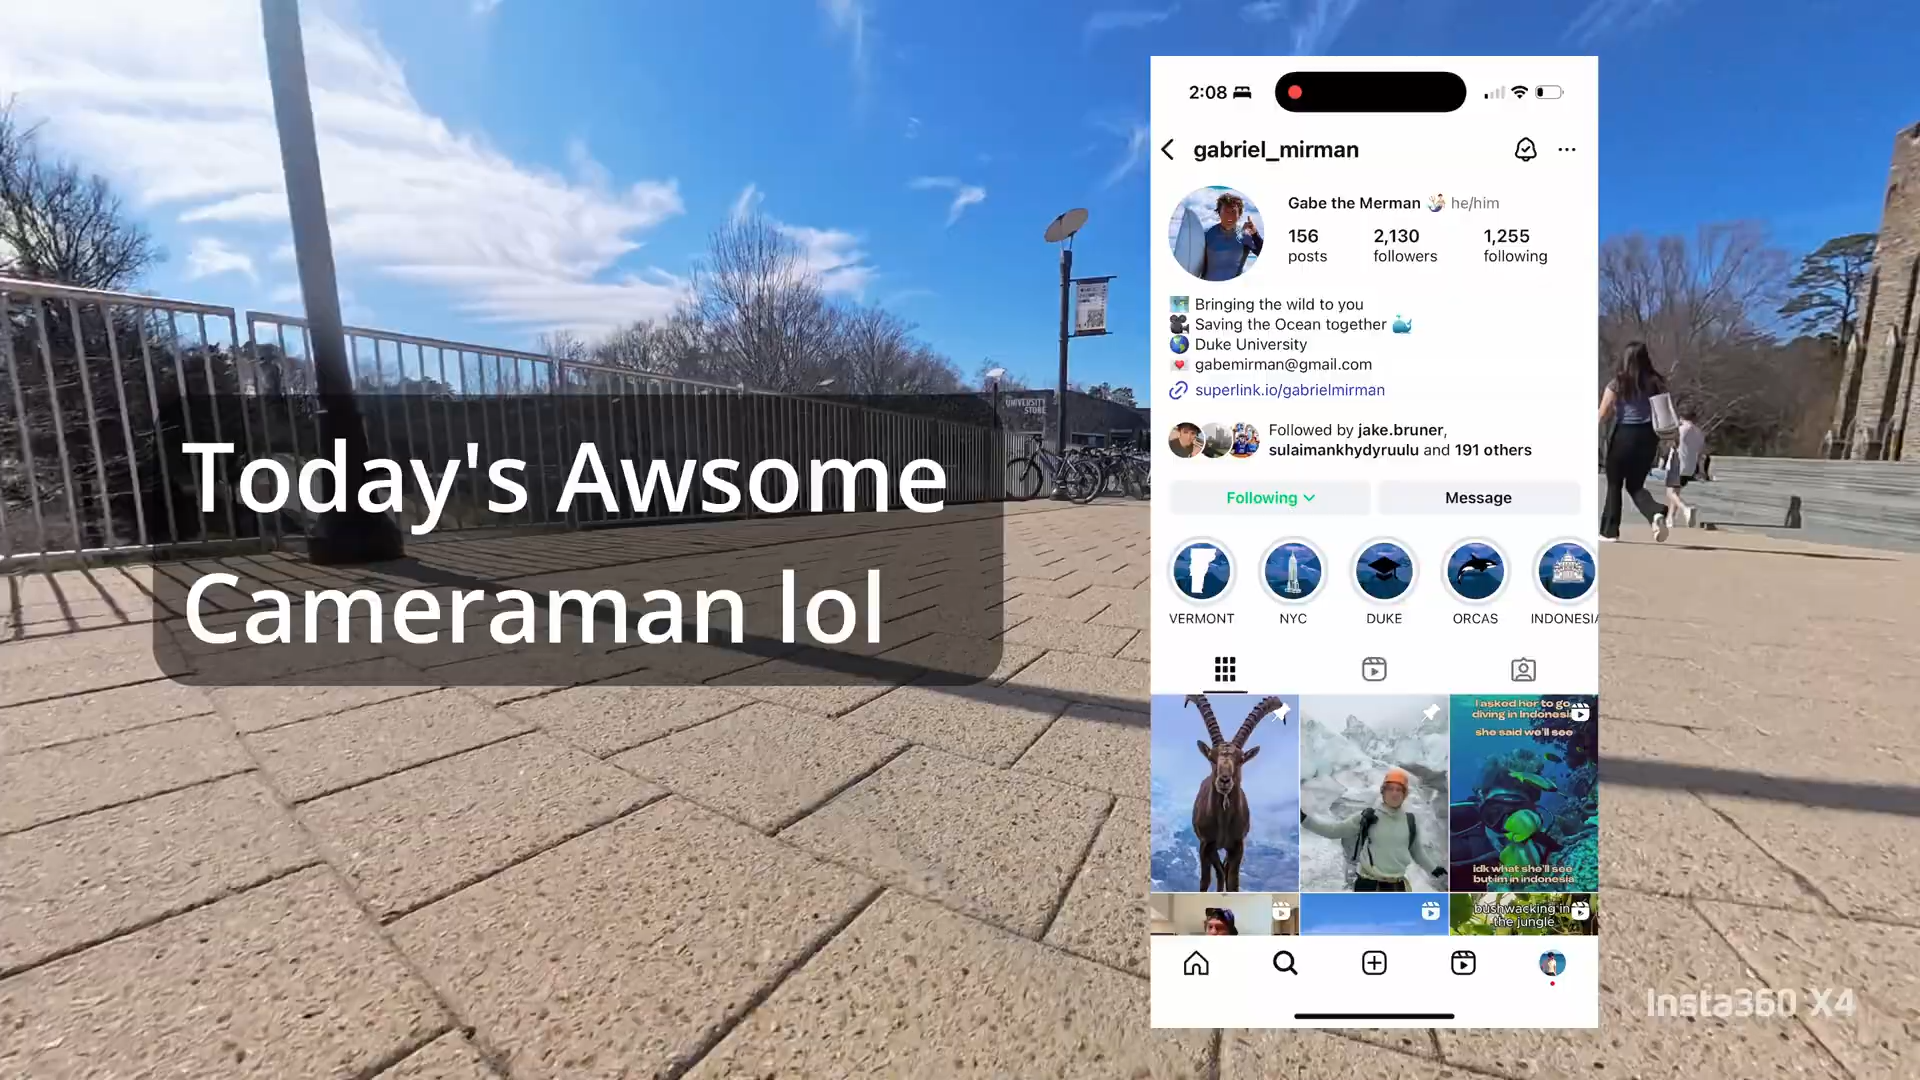 Today's Awsome
Cameraman lol
UNIVERSITY
STORE
2:08
gabriel_mirman
Gabe the Merman he/him
156
posts
2,130
followers
1,255
following
Bringing the wild to you
Saving the Ocean together
Duke University
gabemirman@gmail.com
superlink.io/gabrielmirman
Followed by jake.bruner,
sulaimankhydyruulu and 191 others
Following
Message
VERMONT
NYC
DUKE
ORCAS
INDONESIA
I asked her to go
diving in Indonesi
she said we'll see
idk what she'll see
but im in indonesia
bushwacking in
the jungle
Insta360 X4